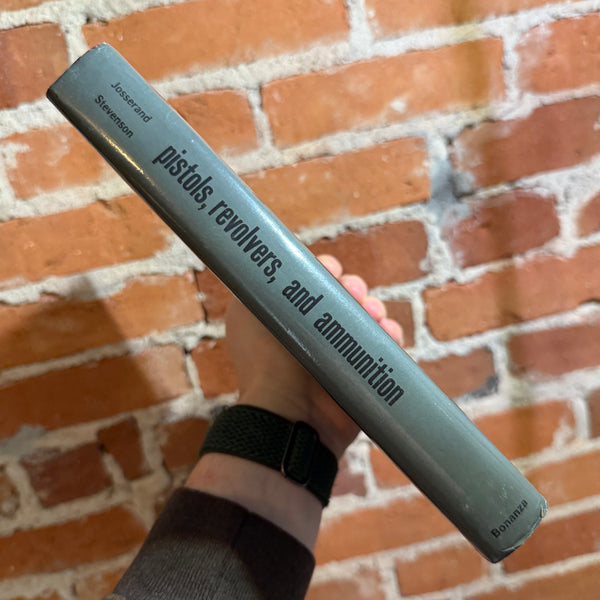 Josserand
Stevenson
pistols, revolvers, and ammunition
Bonanza